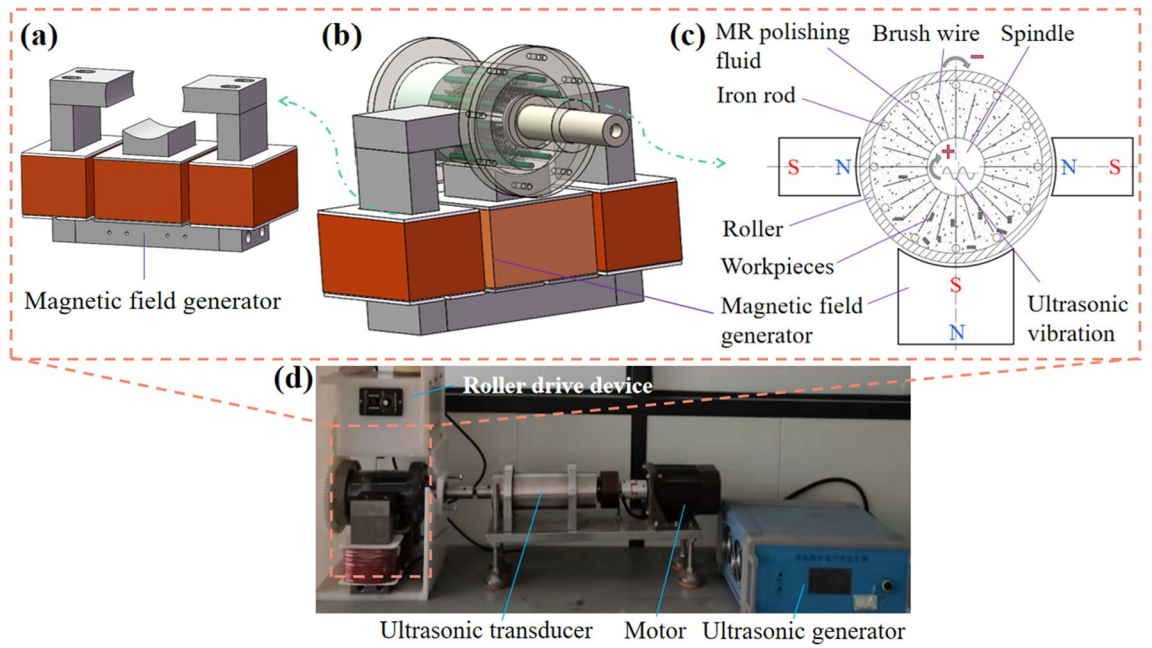 (a)
(b)
(c)
MR polishing
fluid
Brush wire
Spindle
Iron rod
S
N
N
S
Roller
Workpieces
Magnetic field generator
Magnetic field
generator
S
N
Ultrasonic
vibration
(d)
Roller drive device
Ultrasonic transducer
Motor
Ultrasonic generator